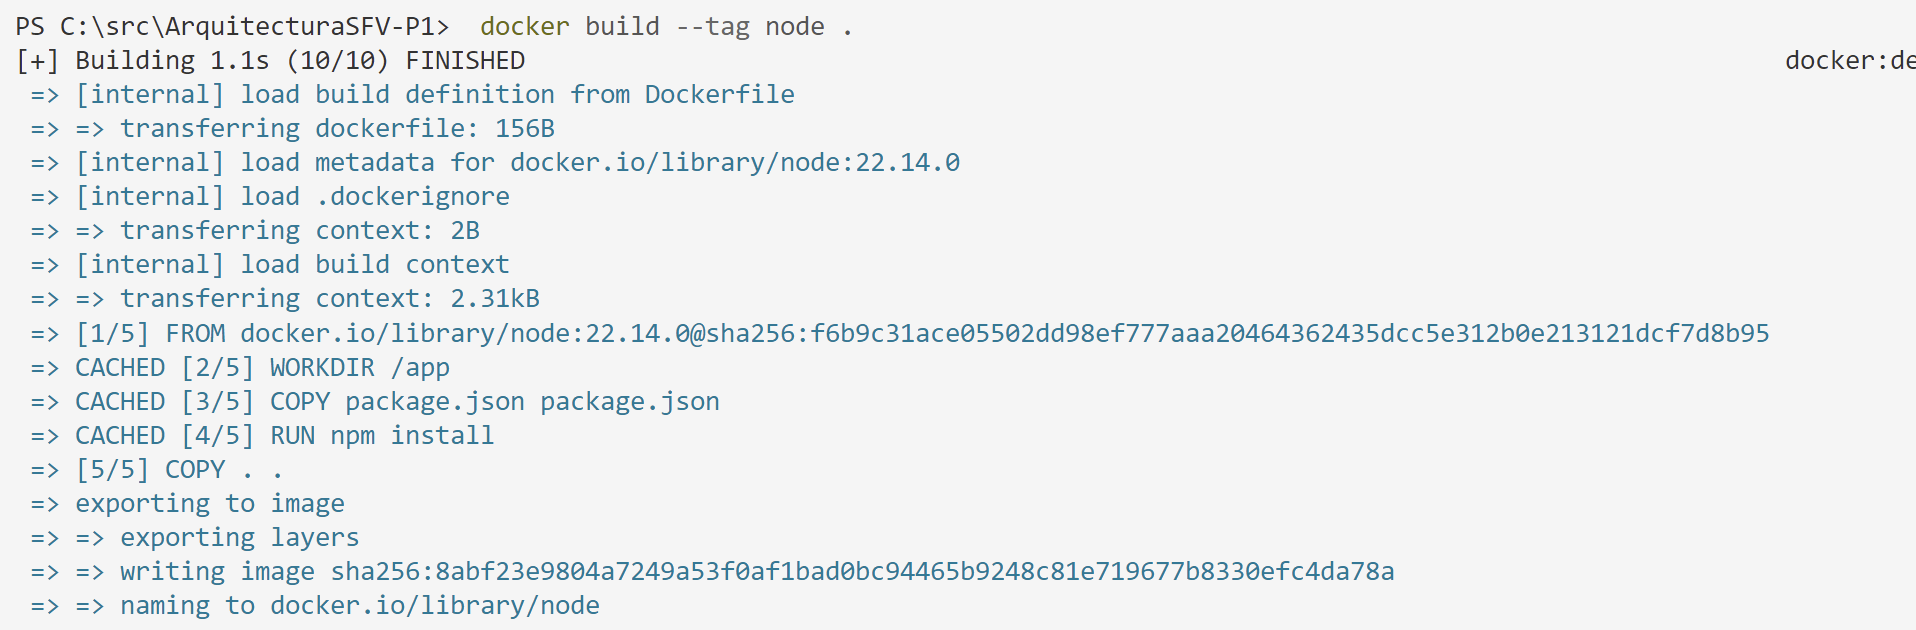 PS C:\src\ArquitecturaSFV-P1>  docker build --tag node .
[+] Building 1.1s (10/10) FINISHED docker:de
 => [internal] load build definition from Dockerfile
 => => transferring dockerfile: 156B
 => [internal] load metadata for docker.io/library/node:22.14.0
 => [internal] load .dockerignore
 => => transferring context: 2B
 => [internal] load build context
 => => transferring context: 2.31kB
 => [1/5] FROM docker.io/library/node:22.14.0@sha256:f6b9c31ace05502dd98ef777aaa20464362435dcc5e312b0e213121dcf7d8b95
 => CACHED [2/5] WORKDIR /app
 => CACHED [3/5] COPY package.json package.json
 => CACHED [4/5] RUN npm install
 => [5/5] COPY . .
 => exporting to image
 => => exporting layers
 => => writing image sha256:8abf23e9804a7249a53f0af1bad0bc94465b9248c81e719677b8330efc4da78a
 => => naming to docker.io/library/node